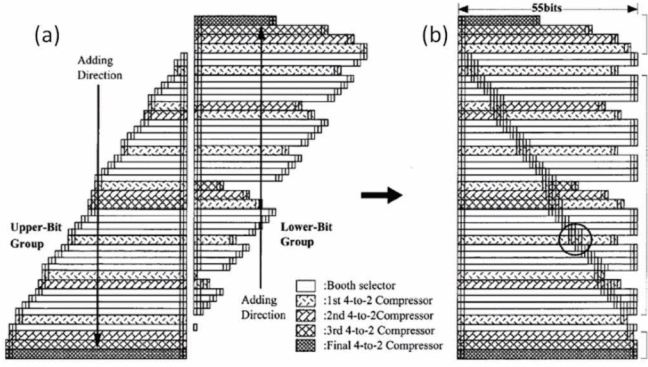 (a)
(b)
55bits
Adding
Direction
Upper-Bit
Group
Lower-Bit
Group
Adding
Direction
:Booth selector
:1st 4-to-2 Compressor
:2nd 4-to-2Compressor
:3rd 4-to-2 Compressor
:Final 4-to-2 Compressor